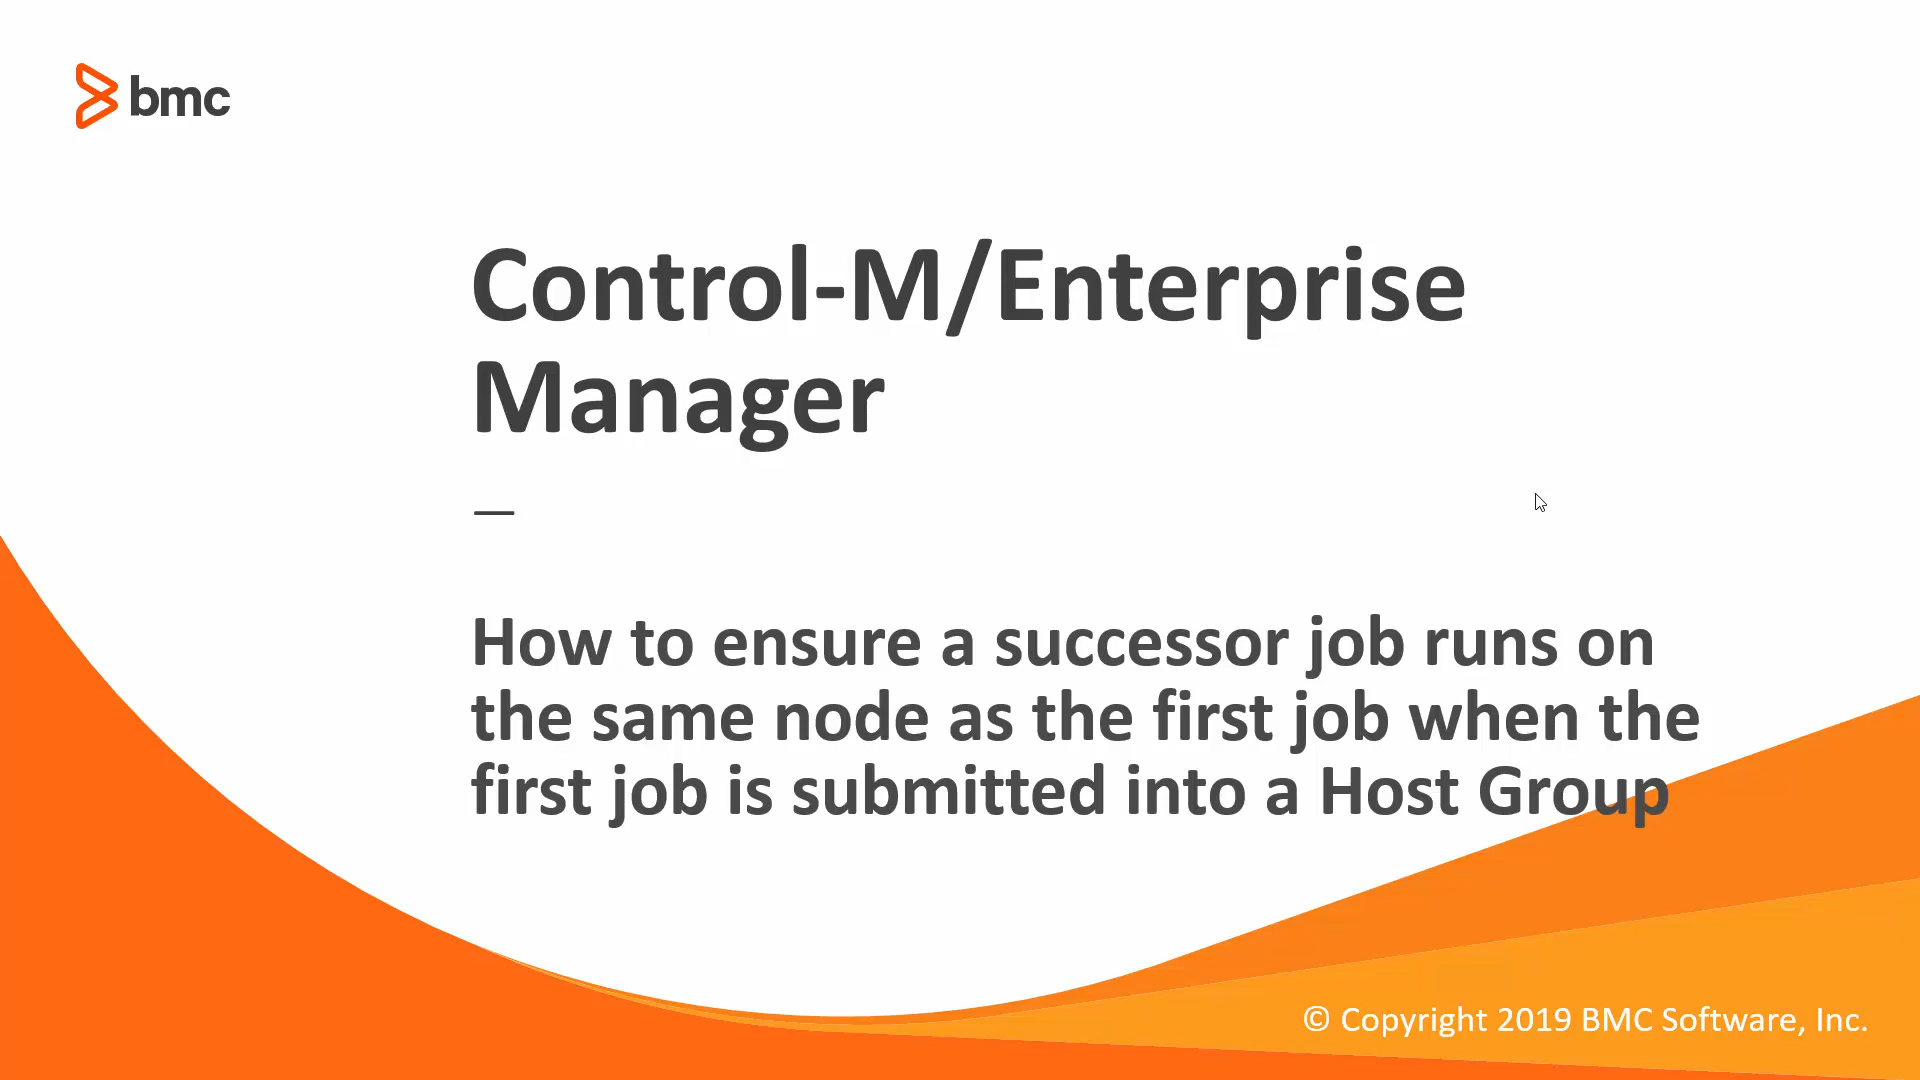 bmc
Control-M/Enterprise
Manager
—
How to ensure a successor job runs on
the same node as the first job when the
first job is submitted into a Host Group
© Copyright 2019 BMC Software, Inc.